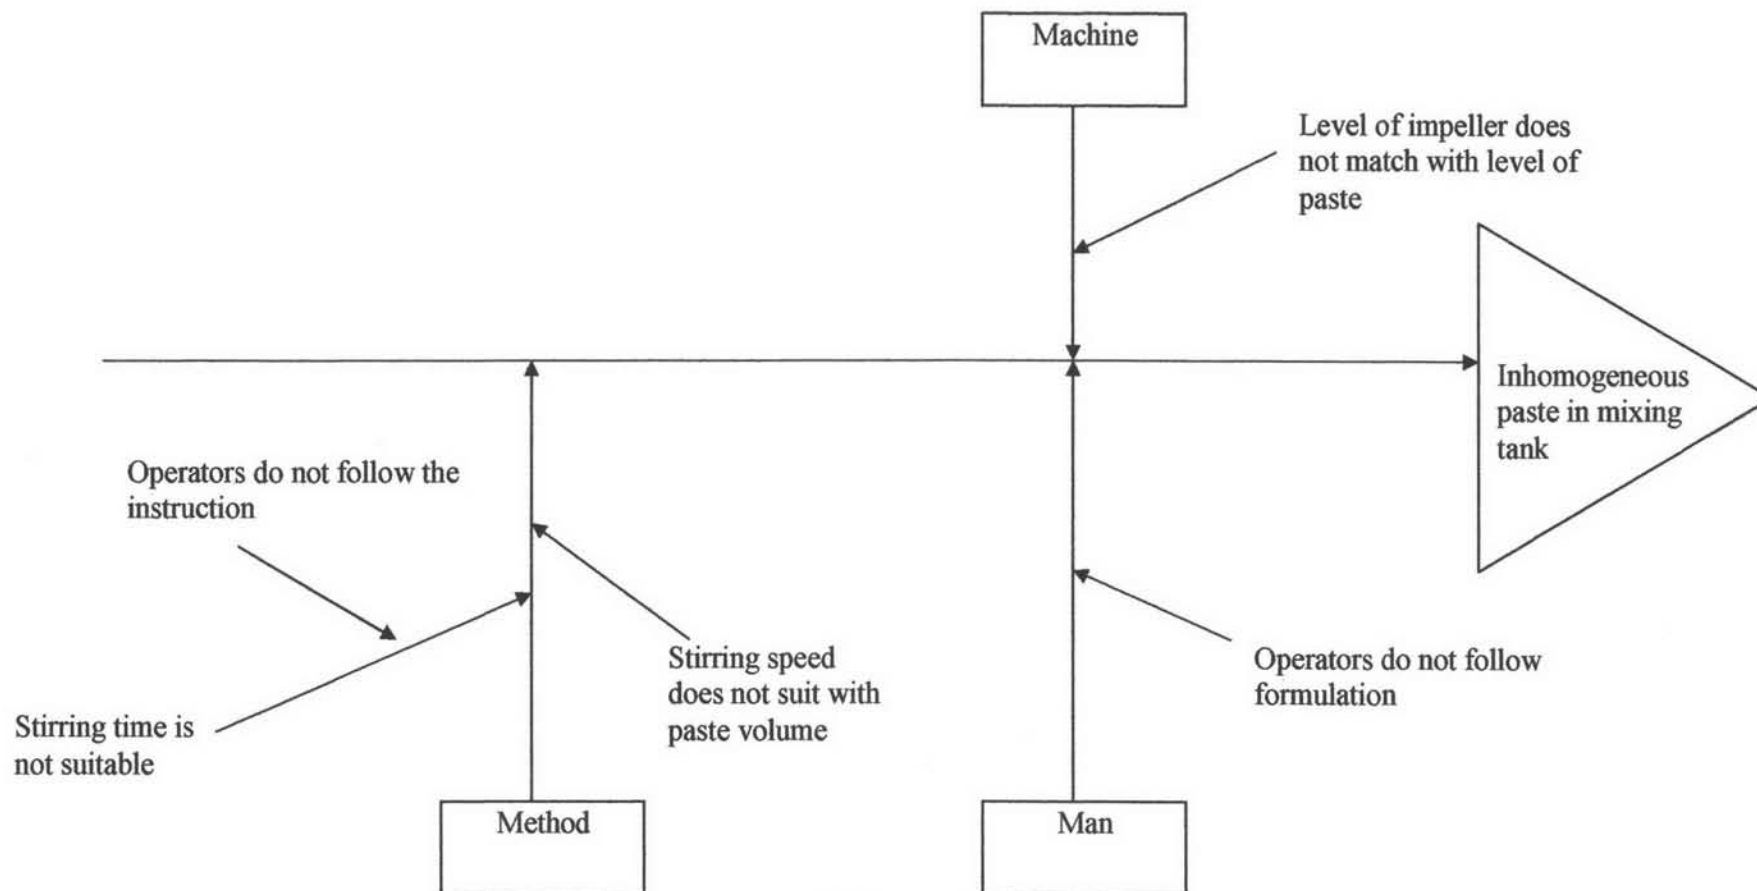 Machine
Level of impeller does
not match with level of
paste
Inhomogeneous
paste in mixing
tank
Operators do not follow the
instruction
Stirring speed
does not suit with
paste volume
Operators do not follow
formulation
Stirring time is
not suitable
Method
Man